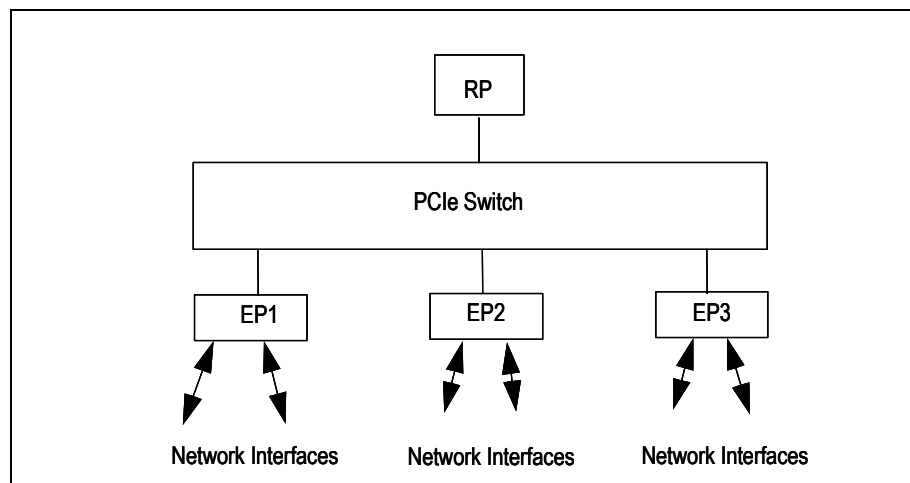 RP
PCIe Switch
EP1
EP2
EP3
Network Interfaces
Network Interfaces
Network Interfaces